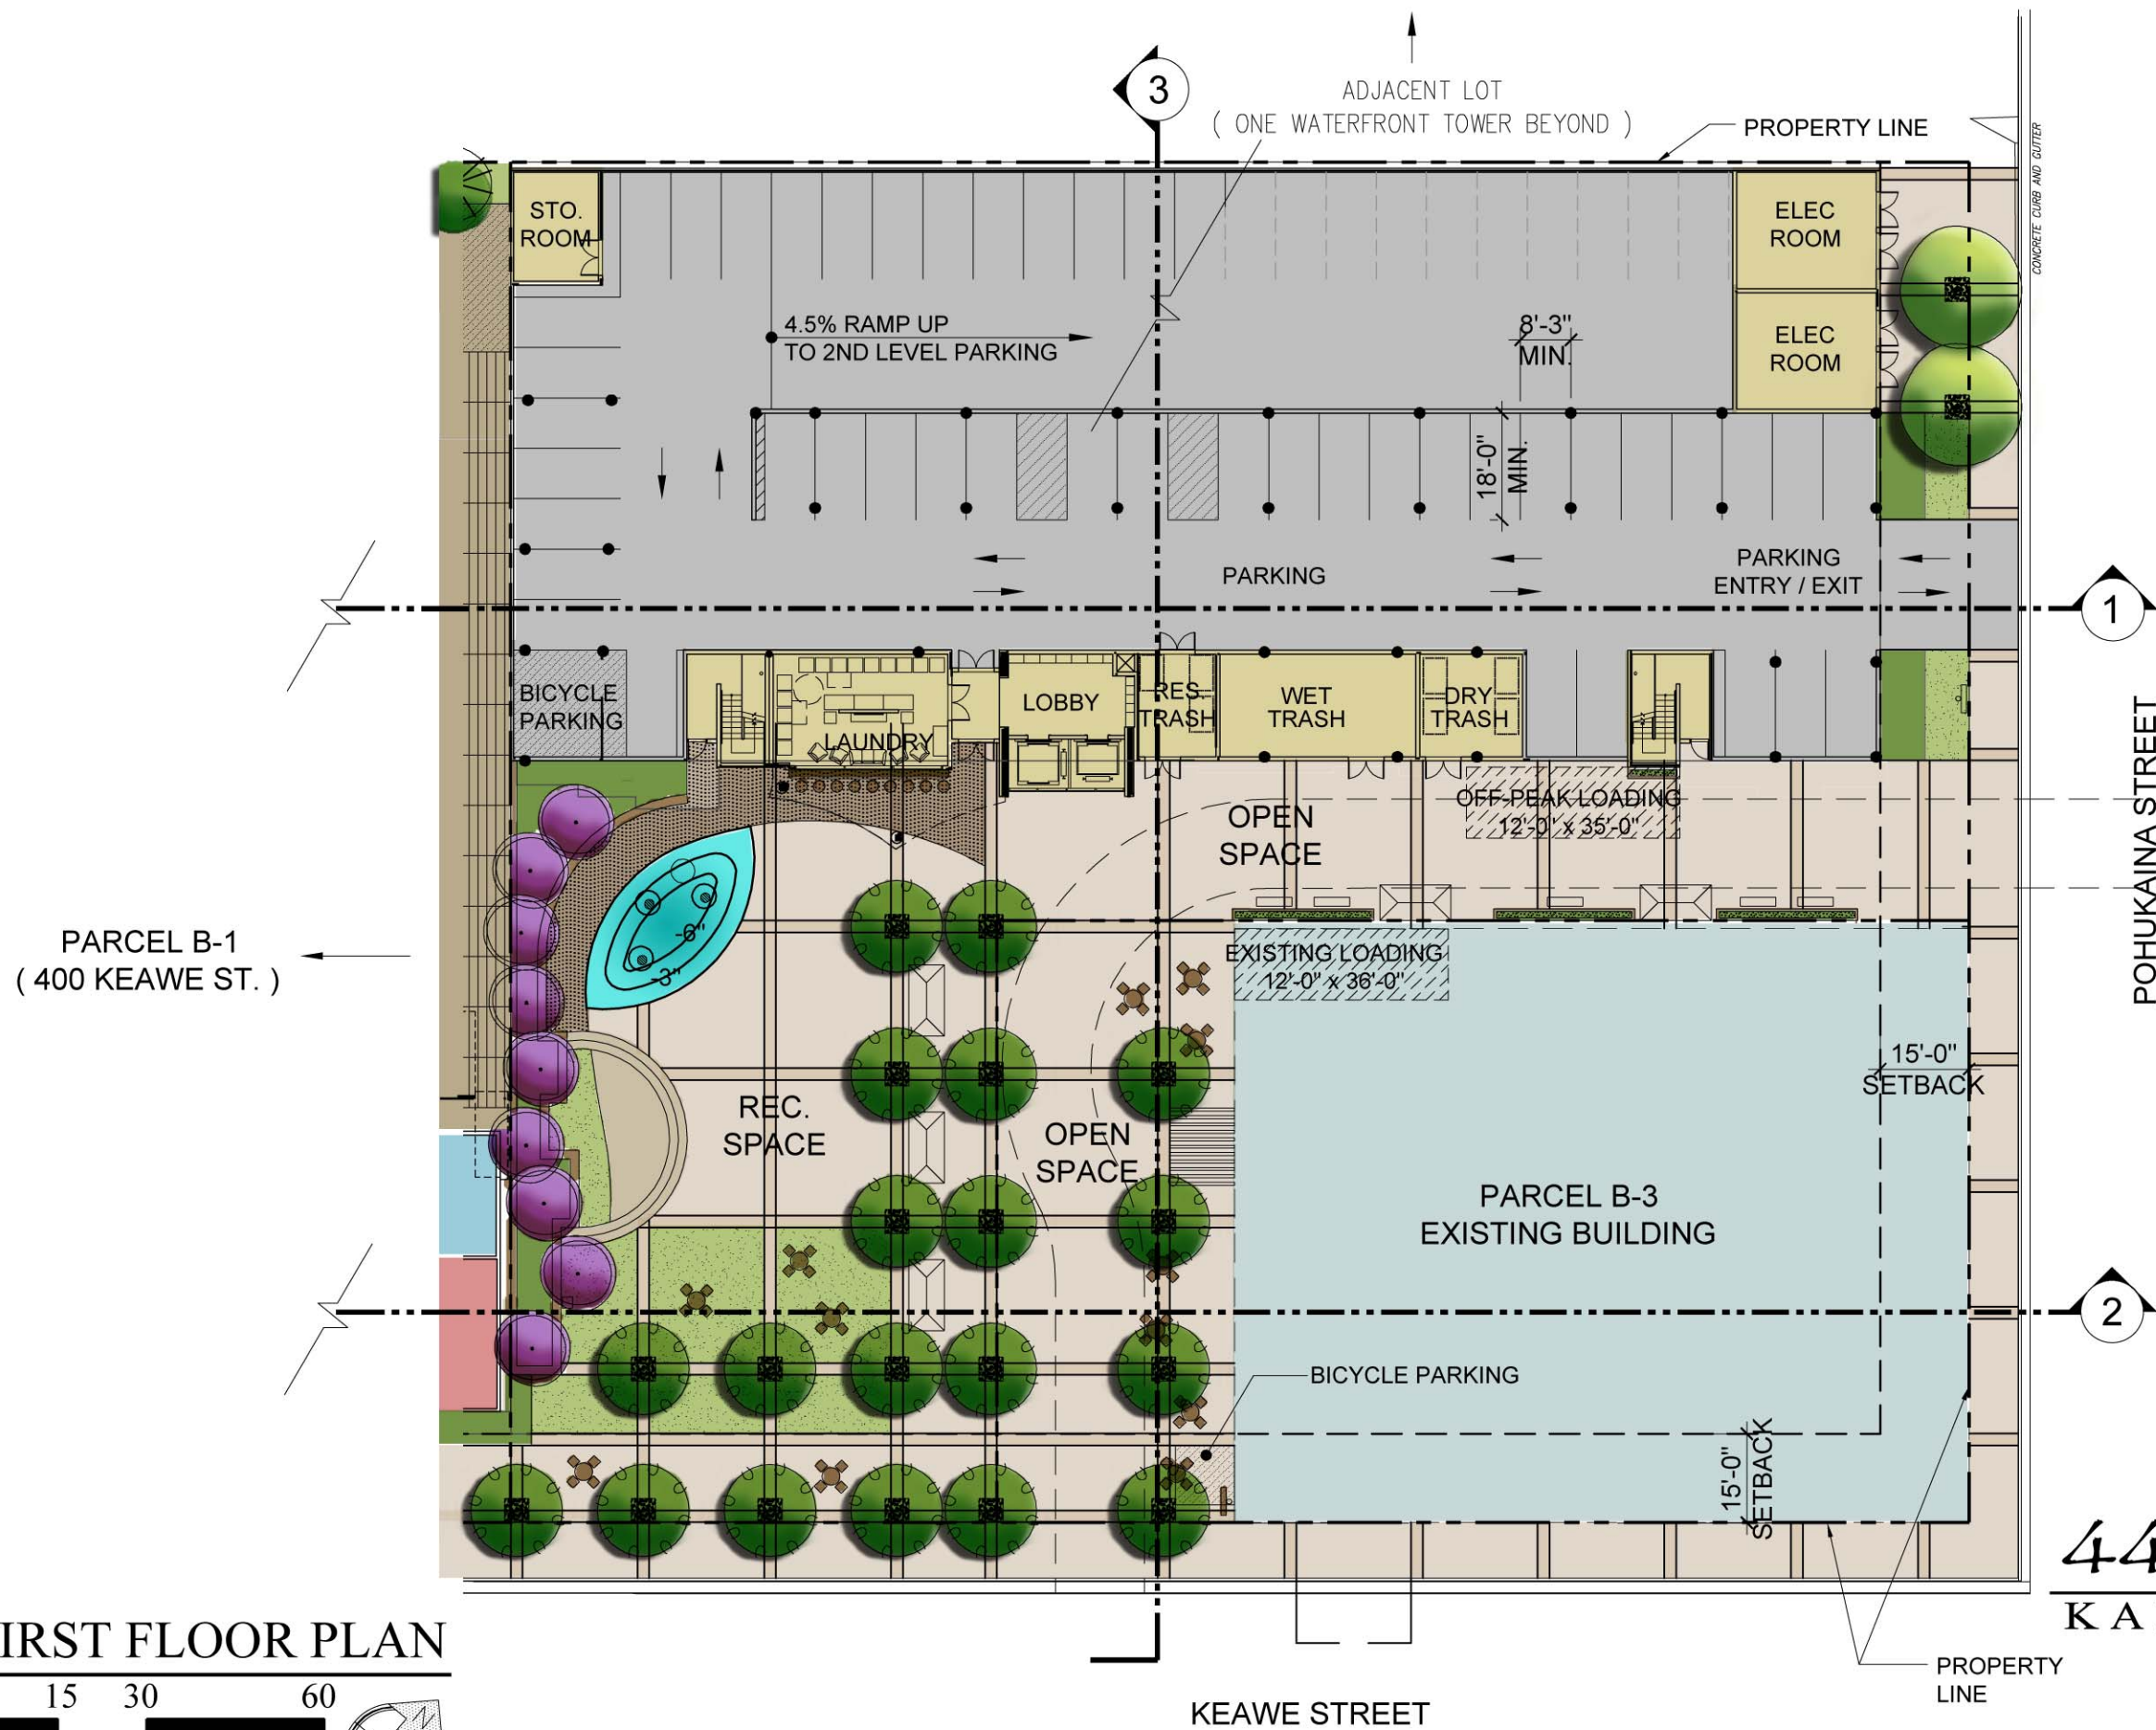 3
ADJACENT LOT
( ONE WATERFRONT TOWER BEYOND )
PROPERTY LINE
CONCRETE CURB AND GUTTER
STO.
ROOM
ELEC
ROOM
4.5% RAMP UP
TO 2ND LEVEL PARKING
8'-3"
MIN.
ELEC
ROOM
18'-0"
MIN.
PARKING
PARKING
ENTRY / EXIT
1
BICYCLE
PARKING
LAUNDRY
LOBBY
RES.
TRASH
WET
TRASH
DRY
TRASH
POHUKAINA STREET
OPEN
SPACE
OFF-PEAK LOADING
12'-0" x 35'-0"
PARCEL B-1
( 400 KEAWE ST. )
-6"
-3"
EXISTING LOADING
12'-0" x 36'-0"
15'-0"
SETBACK
REC.
SPACE
OPEN
SPACE
PARCEL B-3
EXISTING BUILDING
2
BICYCLE PARKING
15'-0"
SETBACK
44
KA
IRST FLOOR PLAN
15 30 60
N
PROPERTY
LINE
KEAWE STREET